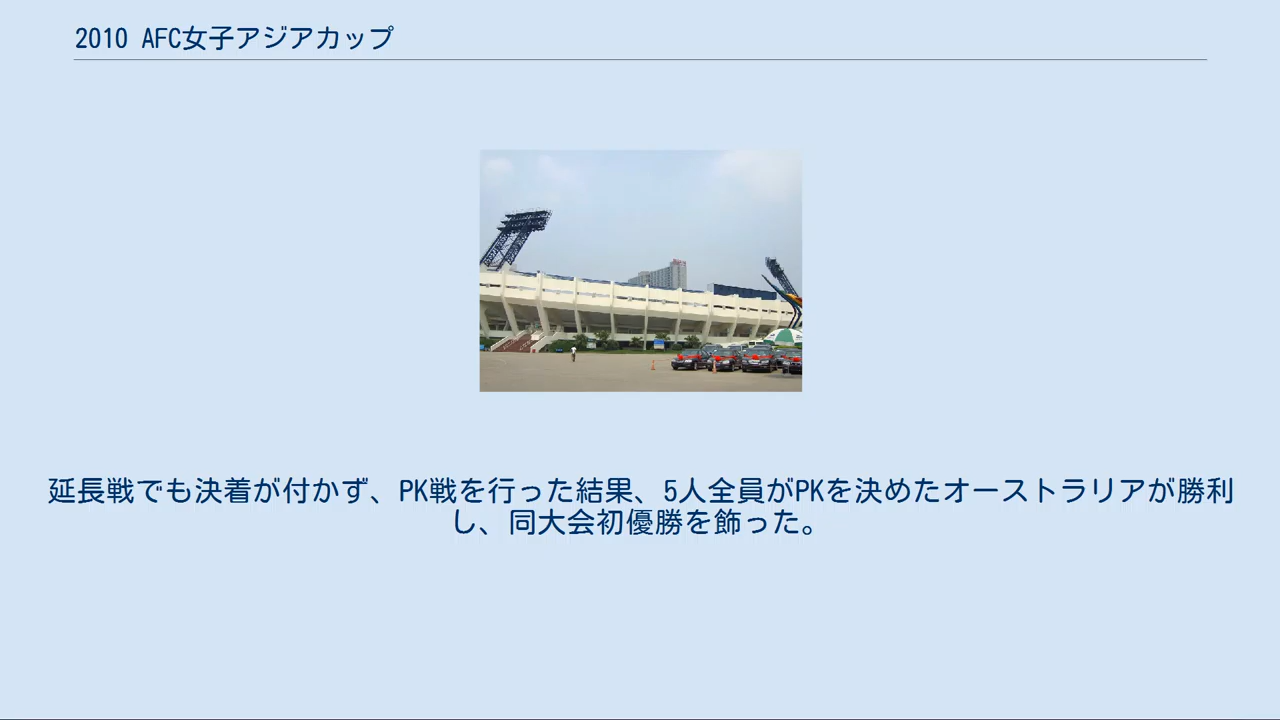 2010 AFC女子アジアカップ
延長戦でも決着が付かず、PK戦を行った結果、5人全員がPKを決めたオーストラリアが勝利
し、同大会初優勝を飾った。